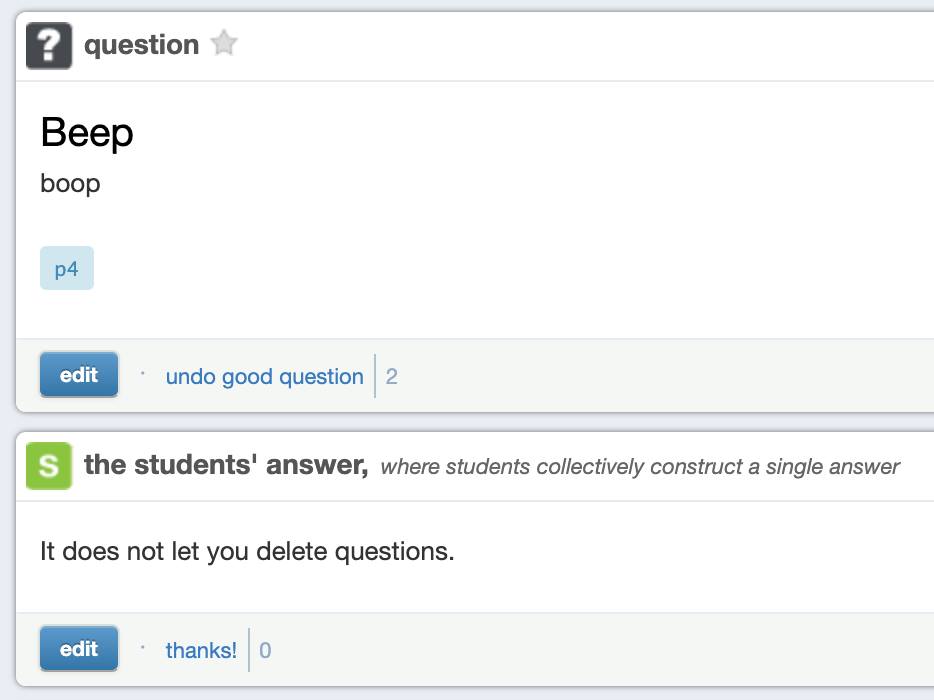 ? question
Beep
boop
p4
edit · undo good question 2
S the students' answer, where students collectively construct a single answer
It does not let you delete questions.
edit · thanks! 0